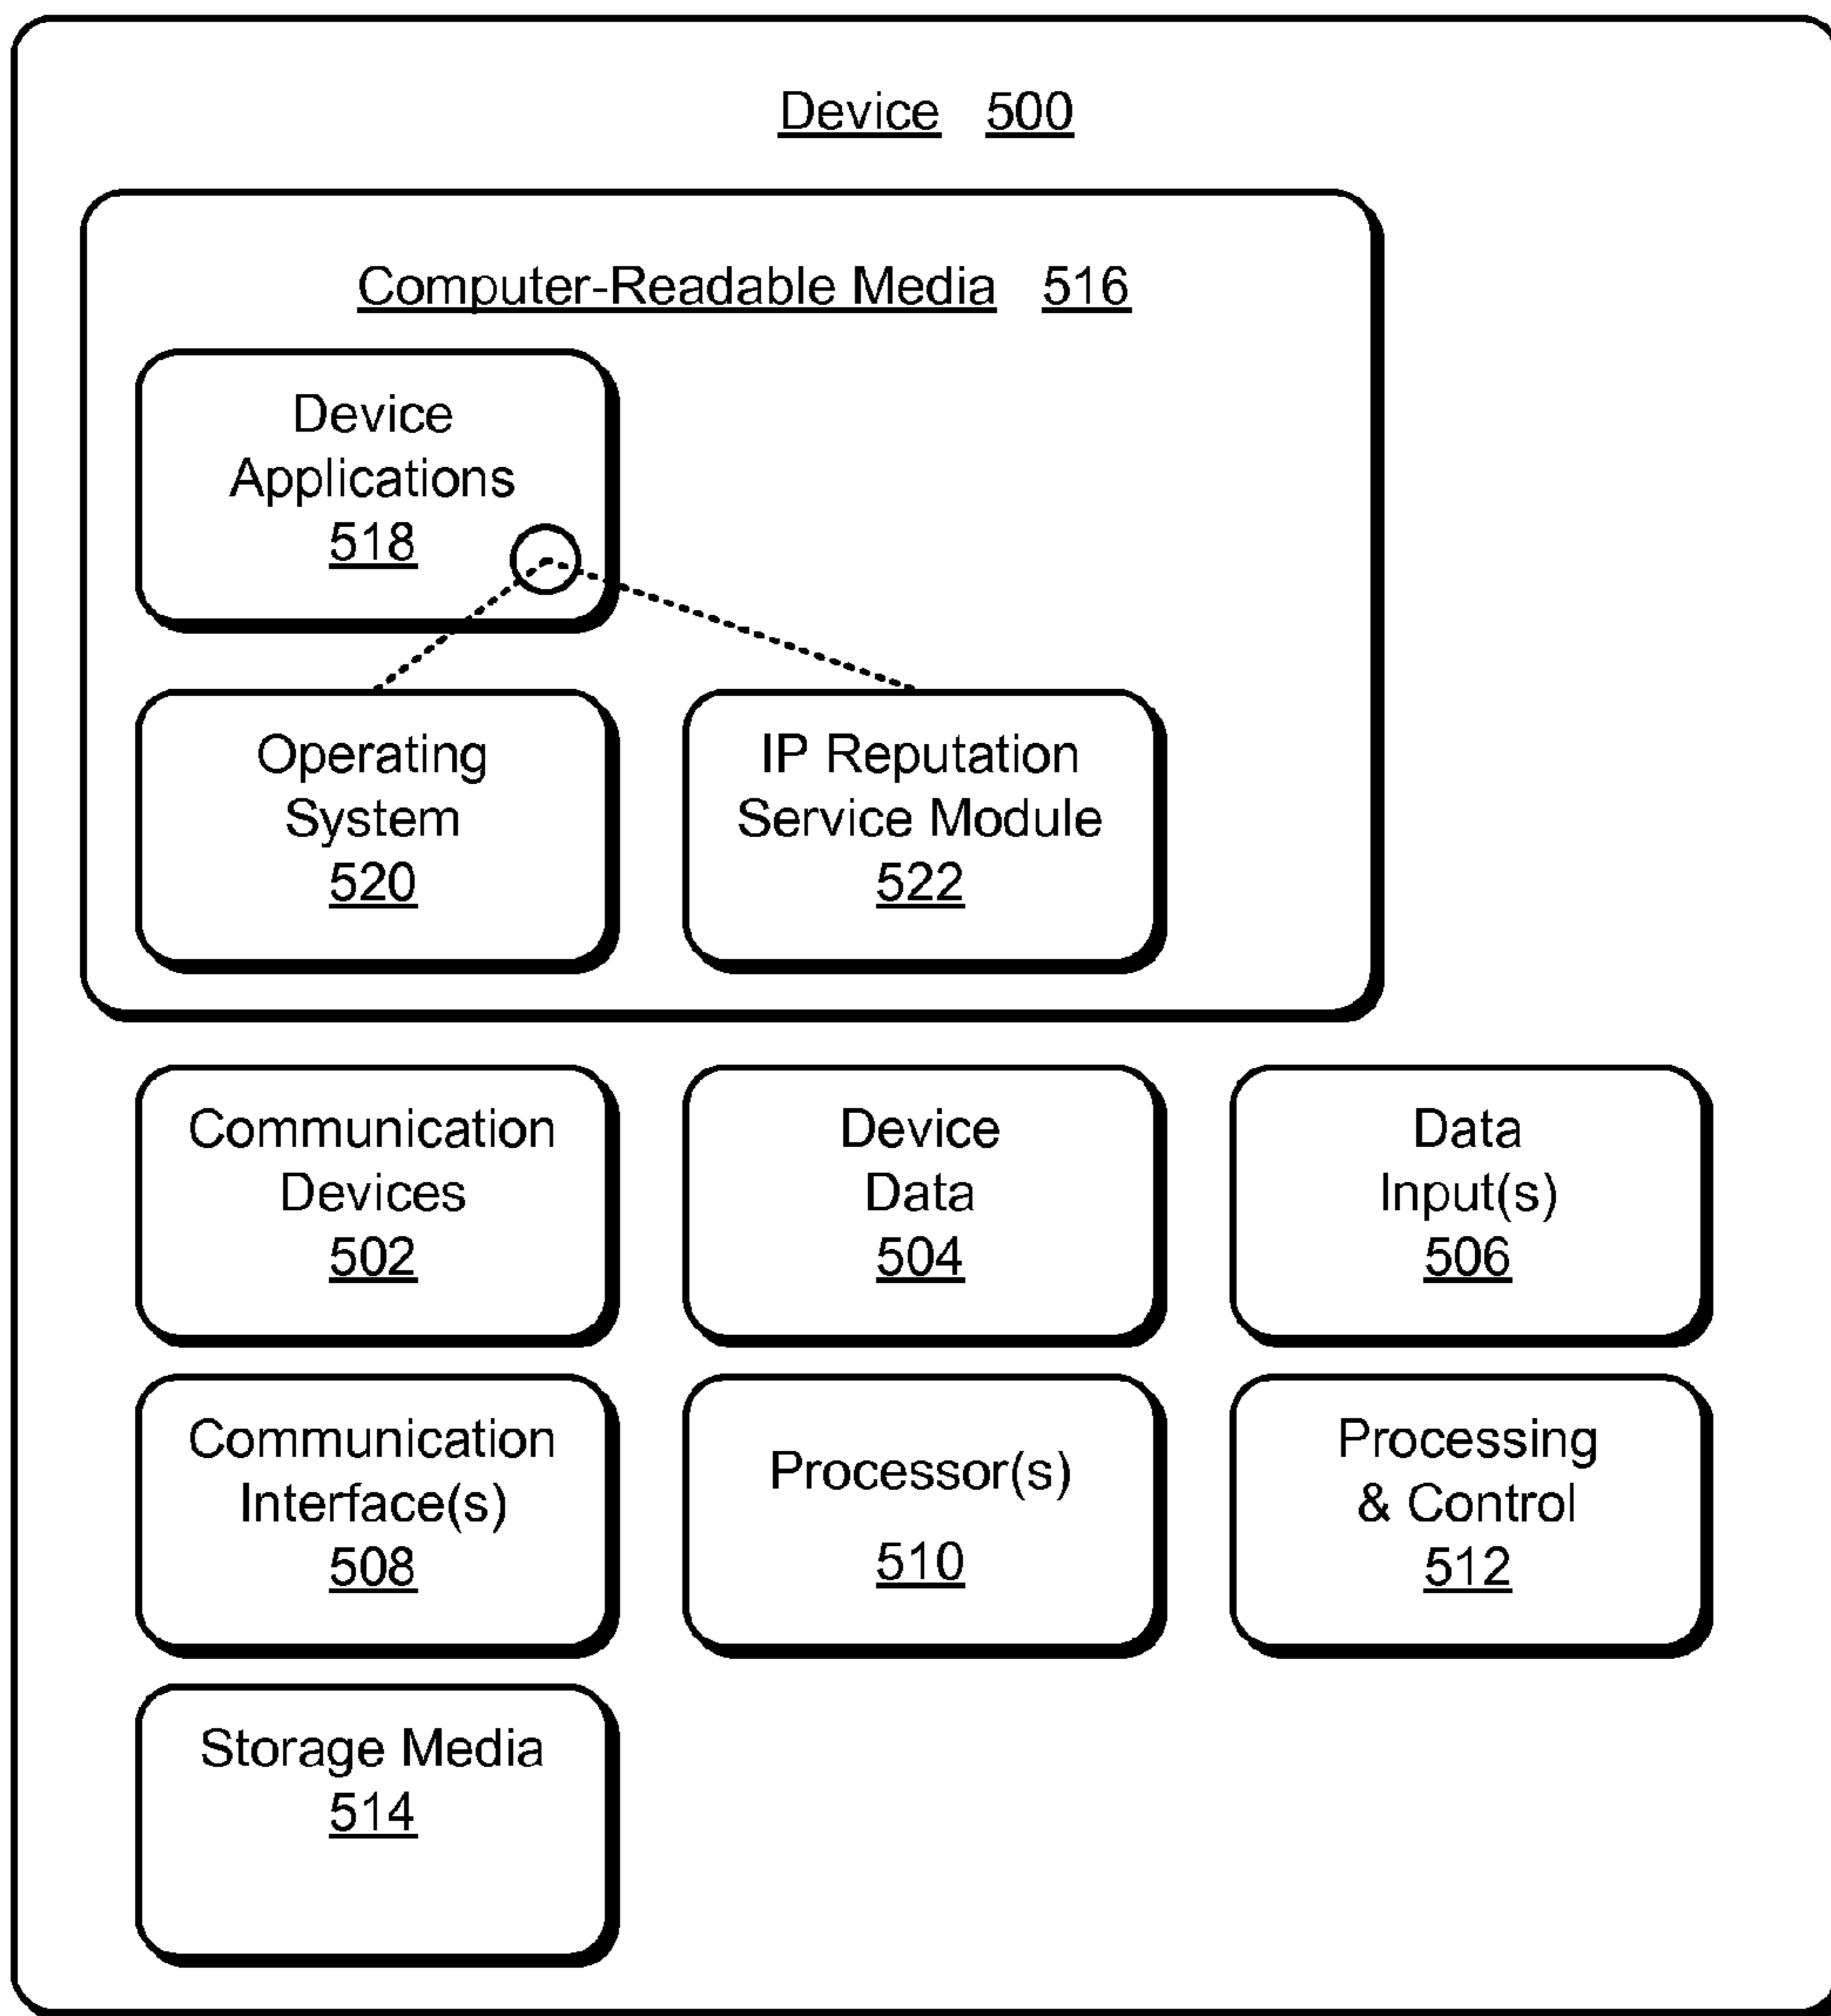 Device 500
Computer-Readable Media 516
Device
Applications
518
Operating
System
520
IP Reputation
Service Module
522
Communication
Devices
502
Device
Data
504
Data
Input(s)
506
Communication
Interface(s)
508
Processor(s)
510
Processing
& Control
512
Storage Media
514